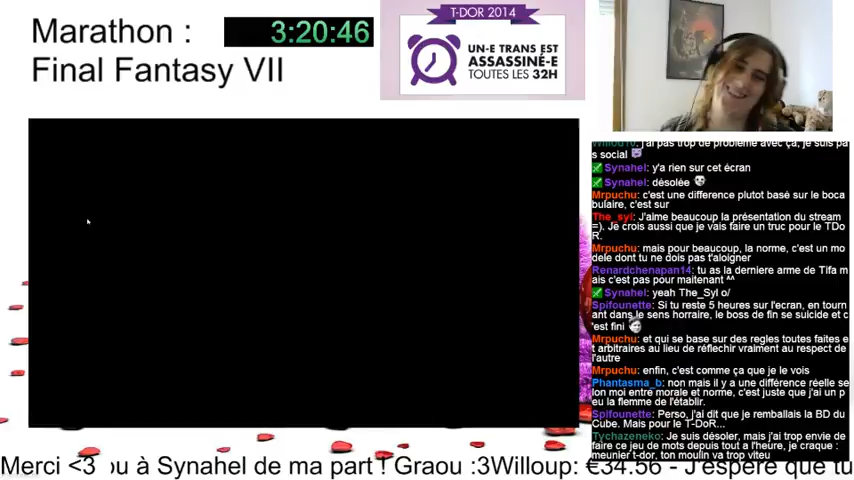 Marathon :
Final Fantasy VII
3:20:46
T-DOR 2014
UN-E TRANS EST
ASSASSINÉ-E
TOUTES LES 32H
j'ai pas trop de problème avec ça, je suis pa
s social
Synahel: y'a rien sur cet écran
Synahel: désolée
Mrpuchu: c'est une difference plutot basé sur le boca
bulaire, c'est sur
The_syl: J'aime beaucoup la présentation du stream
=). Je crois aussi que je vais faire un truc pour le TDo
R.
Mrpuchu: mais pour beaucoup, la norme, c'est un mo
dele dont tu ne dois pas t'aloigner
Renardchenapan14: tu as la derniere arme de Tifa m
ais c'est pas pour maitenant ^^
Synahel: yeah The_Syl o/
Spifounette: Si tu reste 5 heures sur l'ecran, en tourn
ant dans le sens horraire, le boss de fin se suicide et c
'est fini
Mrpuchu: et qui se base sur des regles toutes faites e
t arbitraires au lieu de réflechir vraiment au respect de
l'autre
Mrpuchu: enfin, c'est comme ça que je le vois
Phantasma_b: non mais il y a une différence réelle se
lon moi entre morale et norme, c'est juste que j'ai un p
eu la flemme de l'établir.
Spifounette: Perso, j'ai dit que je remballais la BD du
Cube. Mais pour le T-DoR...
Tychazeneko: Je suis désoler, mais j'ai trop envie de
faire ce jeu de mots depuis tout a l'heure, je craque :
meunier t-dor, ton moulin va trop viteu
Merci <3 ou à Synahel de ma part ! Graou :3Willoup: €34.56 - J'espère que tu